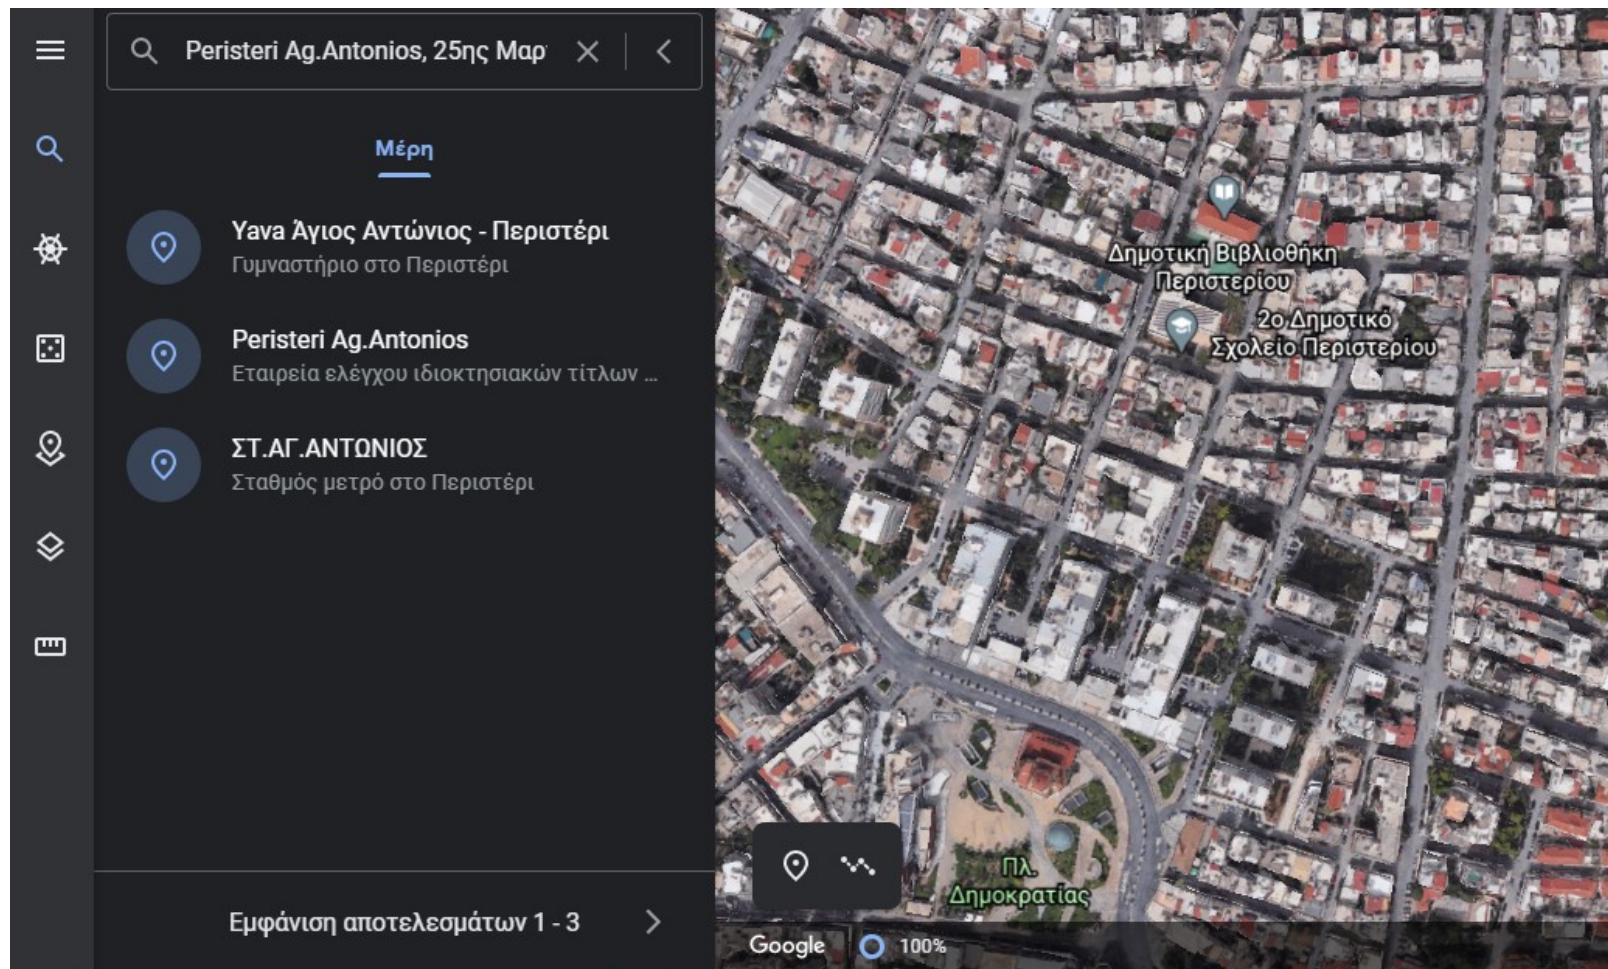 Peristeri Ag.Antonios, 25ης Μαρ
Μέρη
Yava Άγιος Αντώνιος - Περιστέρι
Γυμναστήριο στο Περιστέρι
Peristeri Ag.Antonios
Εταιρεία ελέγχου ιδιοκτησιακών τίτλων ...
ΣΤ.ΑΓ.ΑΝΤΩΝΙΟΣ
Σταθμός μετρό στο Περιστέρι
Εμφάνιση αποτελεσμάτων 1 - 3
Δημοτική Βιβλιοθήκη
Περιστερίου
2ο Δημοτικό
Σχολείο Περιστερίου
Πλ.
Δημοκρατίας
Google
100%